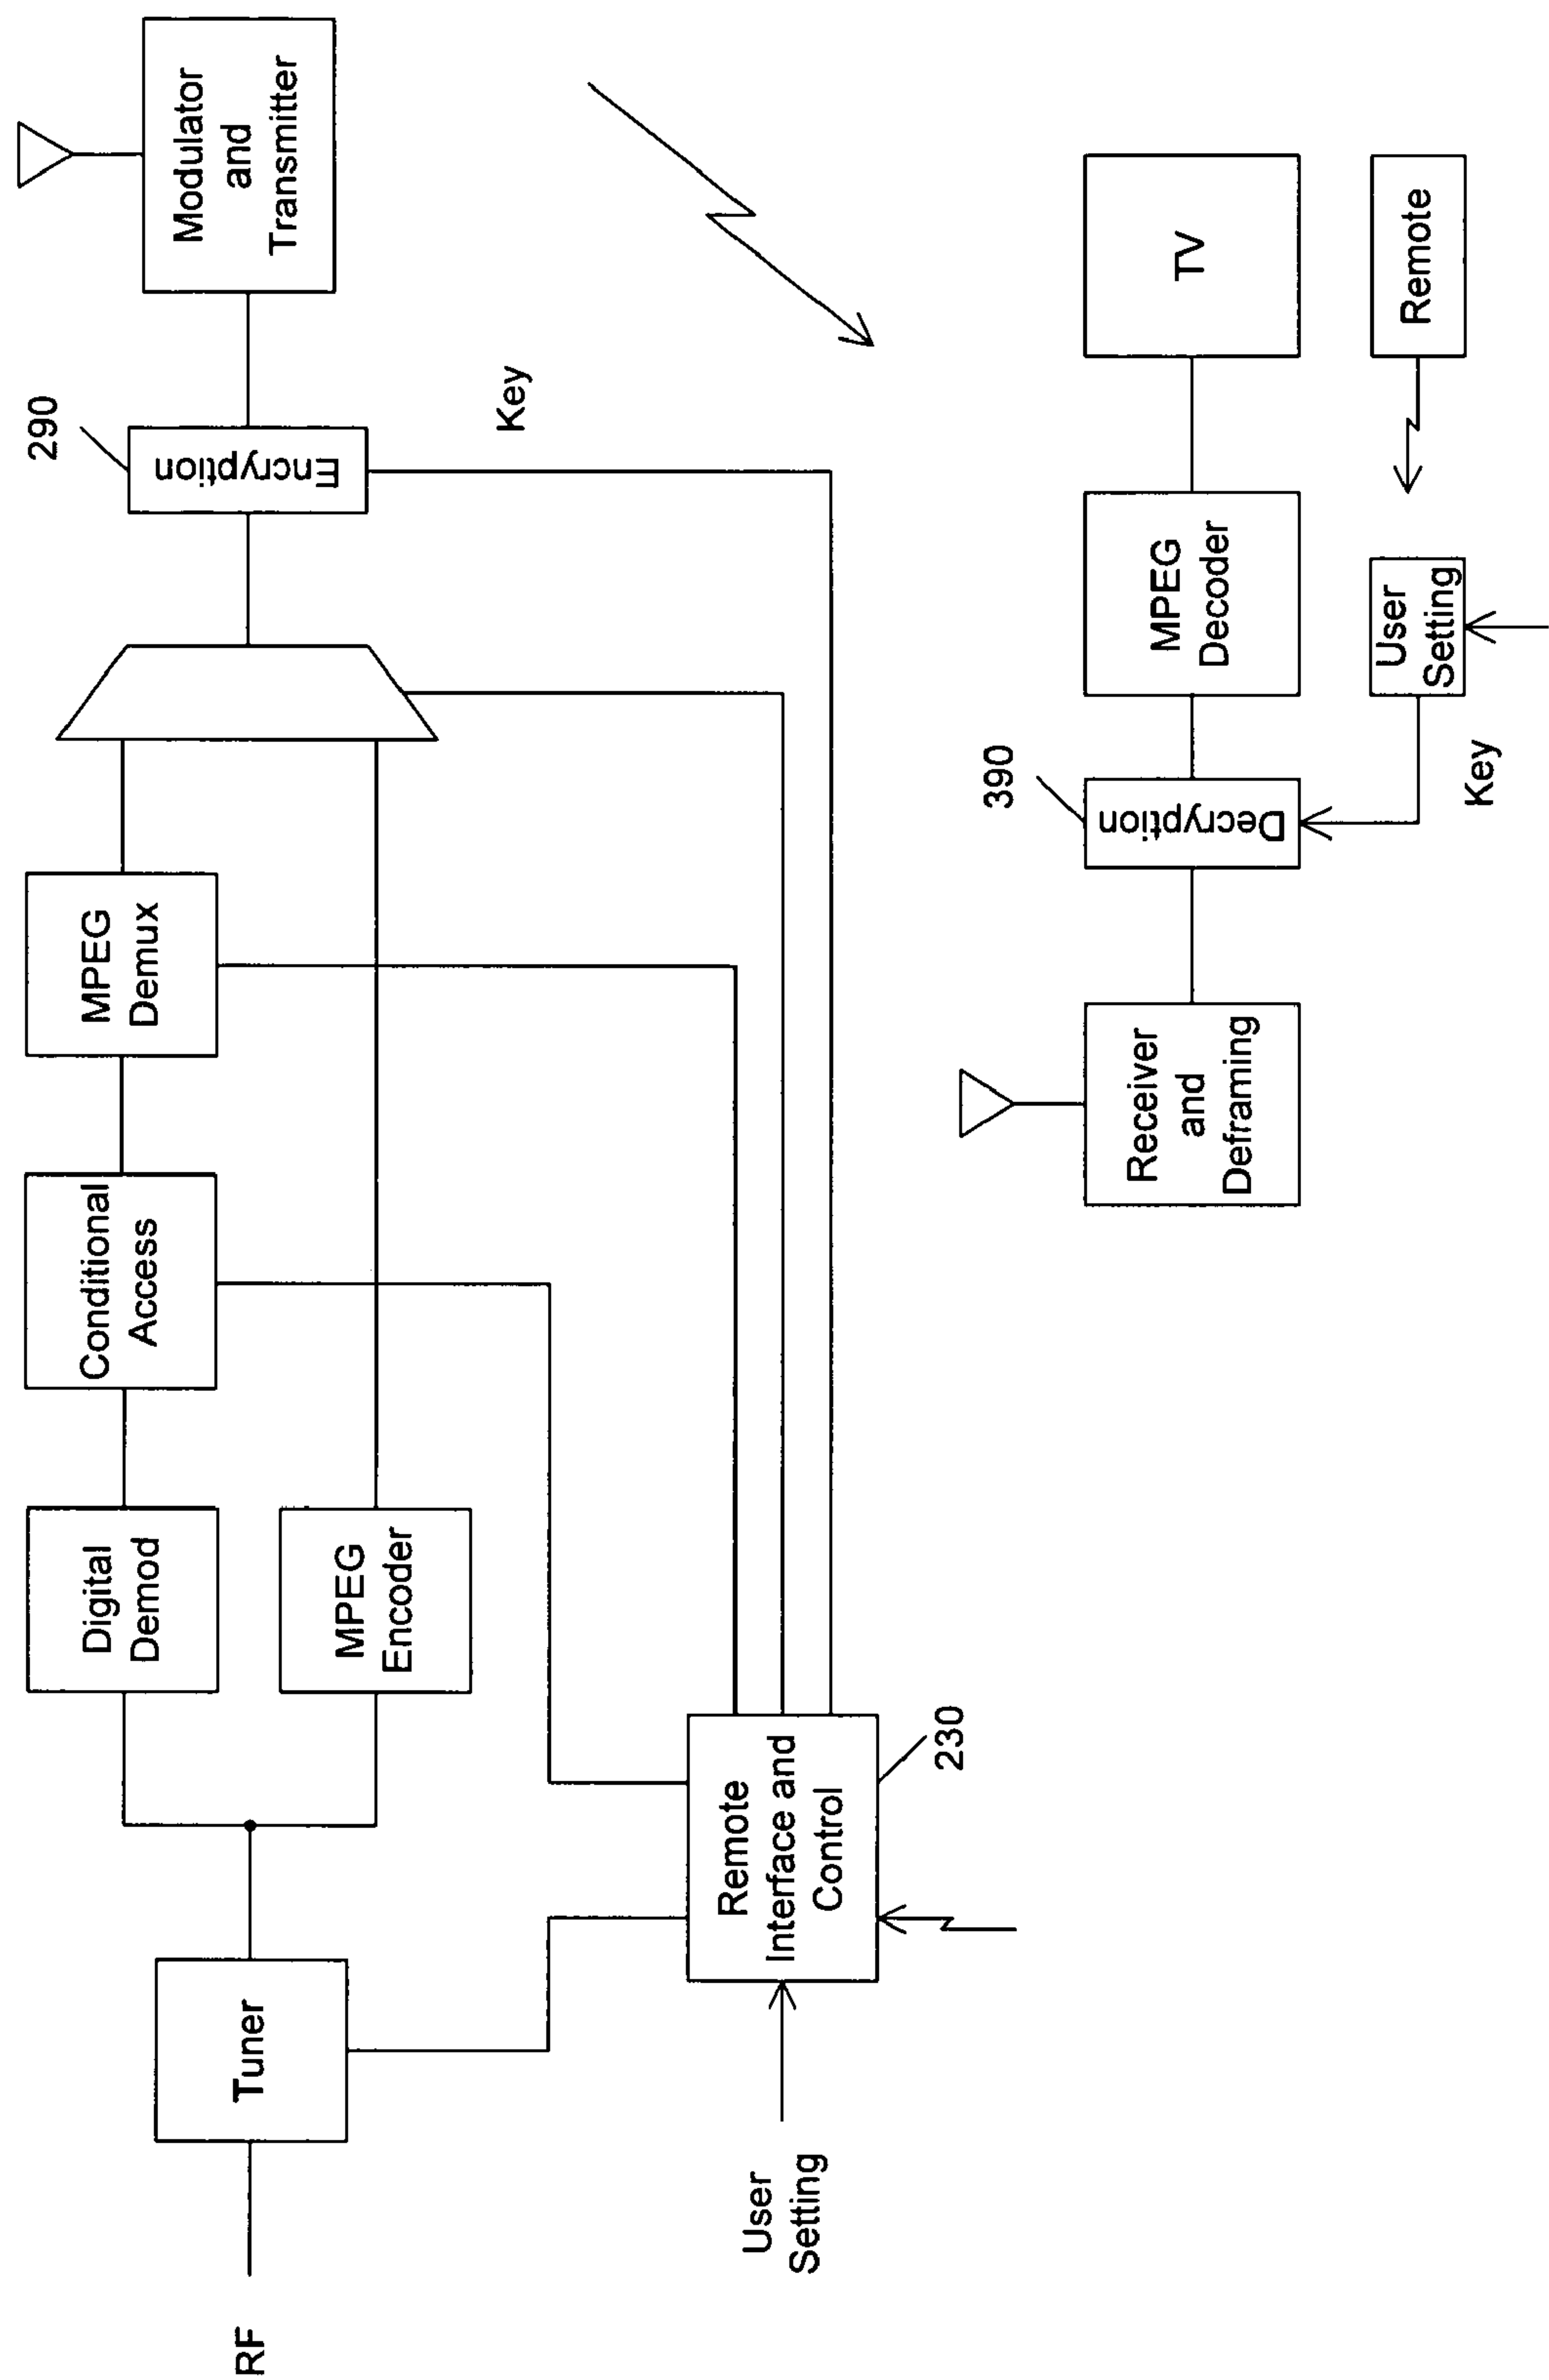 RF
Tuner
Digital
Demod
MPEG
Encoder
Conditional
Access
MPEG
Demux
290
Encryption
Modulator
and
Transmitter
Key
User
Setting
Remote
Interface and
Control
230
Receiver
and
Deframing
390
Decryption
MPEG
Decoder
TV
Key
User
Setting
Remote